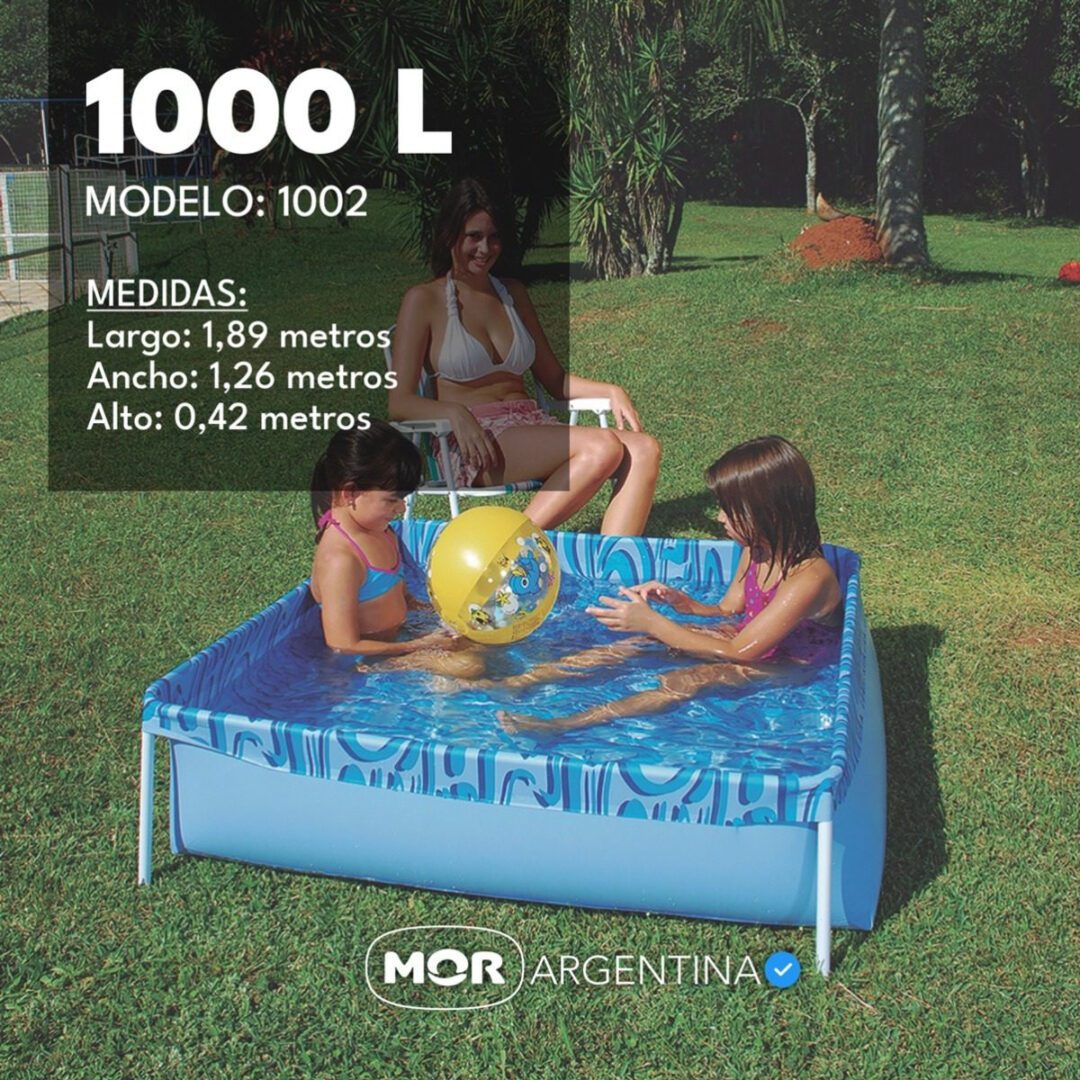 1000 L
MODELO: 1002
MEDIDAS:
Largo: 1,89 metros
Ancho: 1,26 metros
Alto: 0,42 metros
MOR ARGENTINA